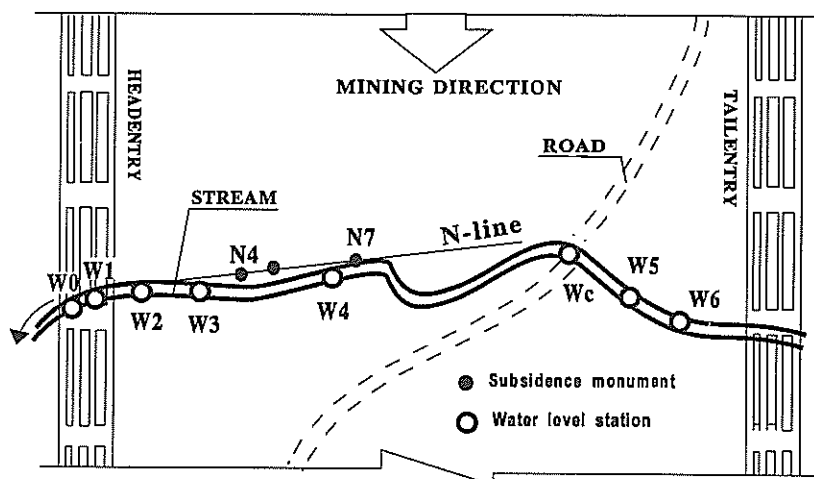 MINING DIRECTION
HEADENTRY
TAILENTRY
ROAD
STREAM
N-line
N4
N7
W0
W1
W2
W3
W4
Wc
W5
W6
Subsidence monument
Water level station